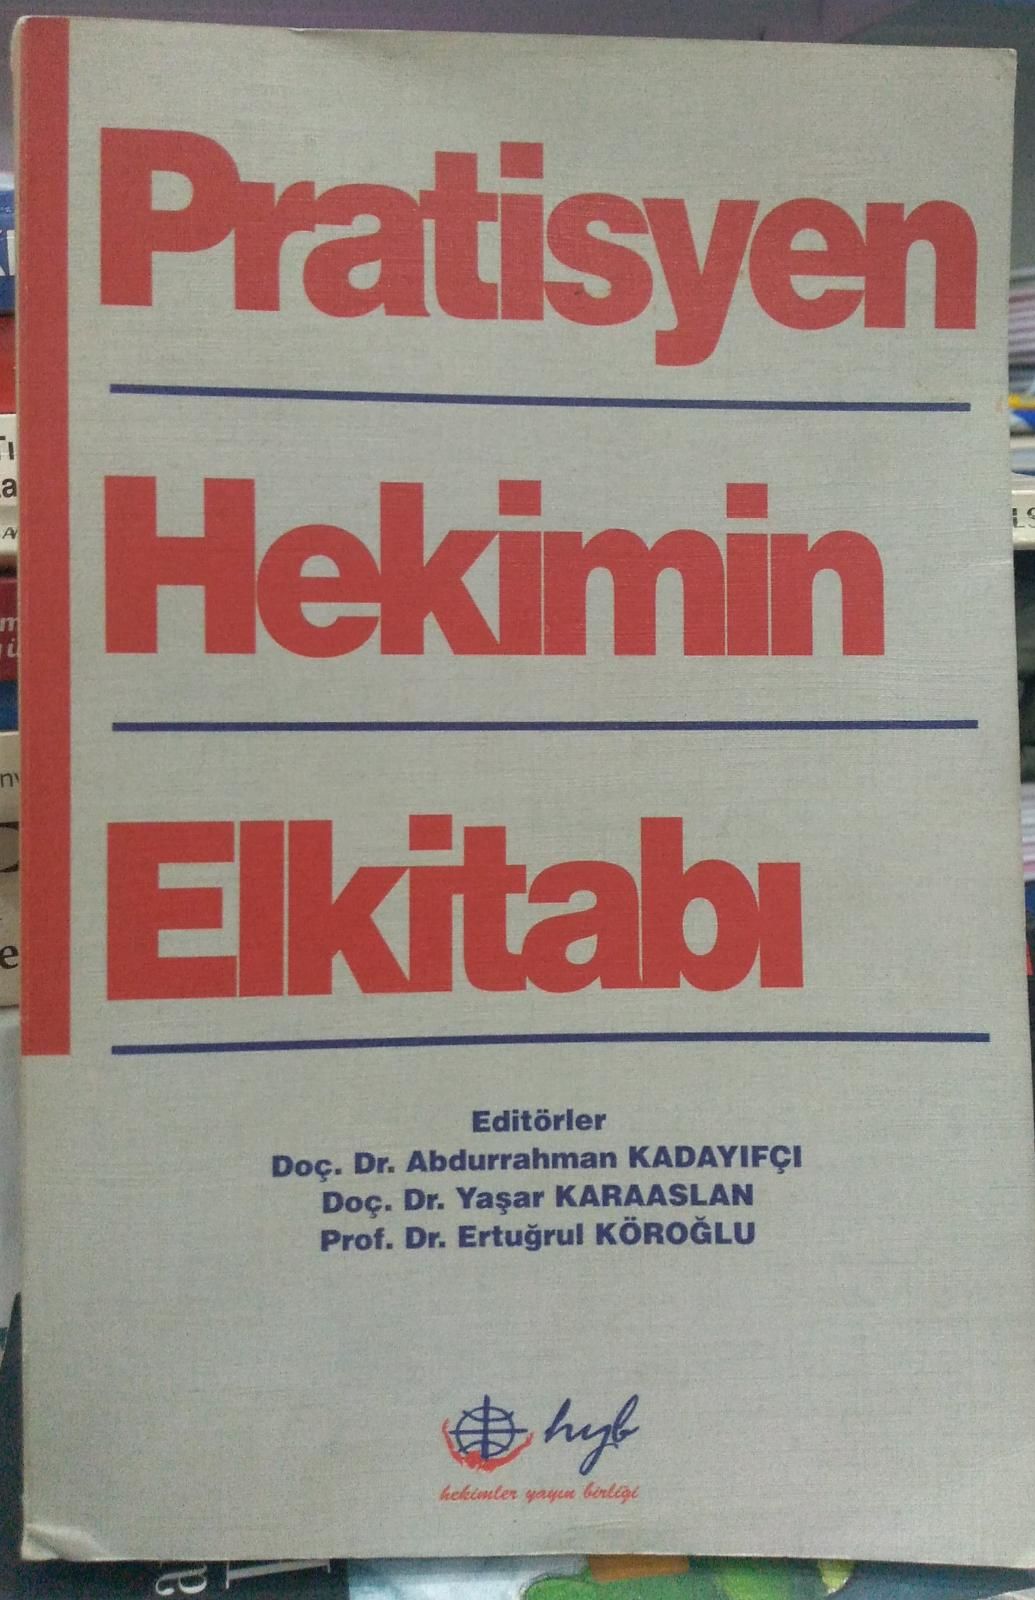 Pratisyen
Hekimin
Elkitabı
Editörler
Doç. Dr. Abdurrahman KADAYIFÇI
Doç. Dr. Yaşar KARAASLAN
Prof. Dr. Ertuğrul KÖROĞLU
hyb
hekimler yayın birliği